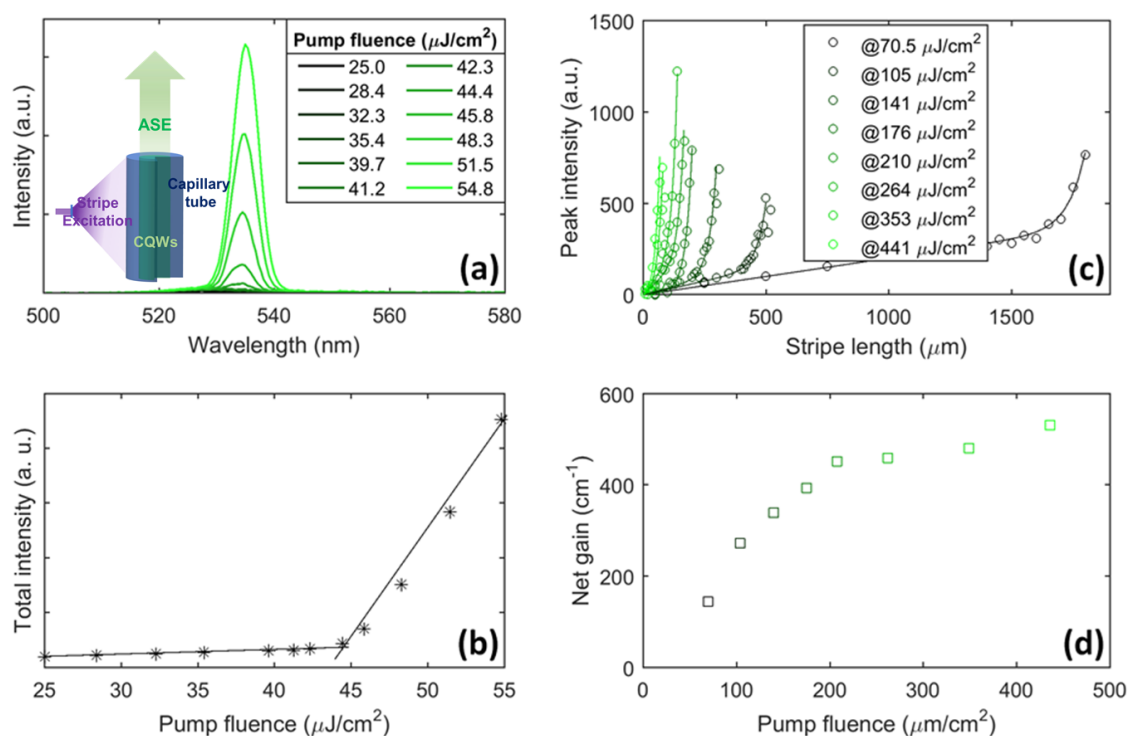 Intensity (a.u.)
Pump fluence (μJ/cm²)
25.0 42.3
28.4 44.4
32.3 45.8
35.4 48.3
39.7 51.5
41.2 54.8
ASE
Stripe
Excitation
Capillary
tube
CQWs
(a)
500 520 540 560 580
Wavelength (nm)
Peak intensity (a.u.)
1500
1000
500
0
@70.5 μJ/cm²
@105 μJ/cm²
@141 μJ/cm²
@176 μJ/cm²
@210 μJ/cm²
@264 μJ/cm²
@353 μJ/cm²
@441 μJ/cm²
(c)
0 500 1000 1500
Stripe length (μm)
Total intensity (a. u.)
(b)
25 30 35 40 45 50 55
Pump fluence (μJ/cm²)
Net gain (cm⁻¹)
600
400
200
0
(d)
0 100 200 300 400 500
Pump fluence (μm/cm²)